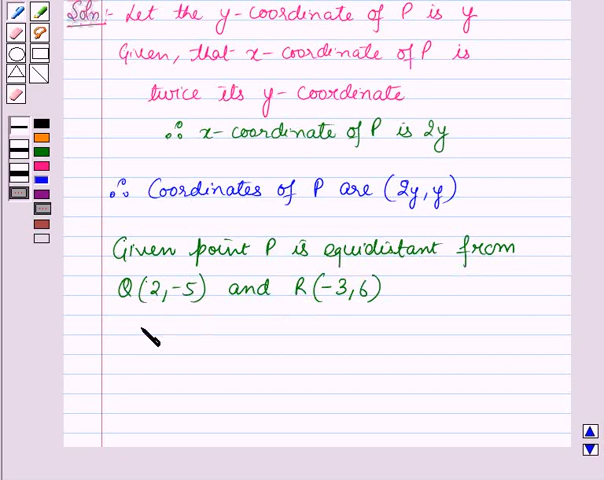 Soln:- Let the y-coordinate of P is y
Given, that x-coordinate of P is
twice its y-coordinate
∴ x-coordinate of P is 2y
∴ Coordinates of P are (2y, y)
Given point P is equidistant from
Q(2,-5) and R(-3,6)